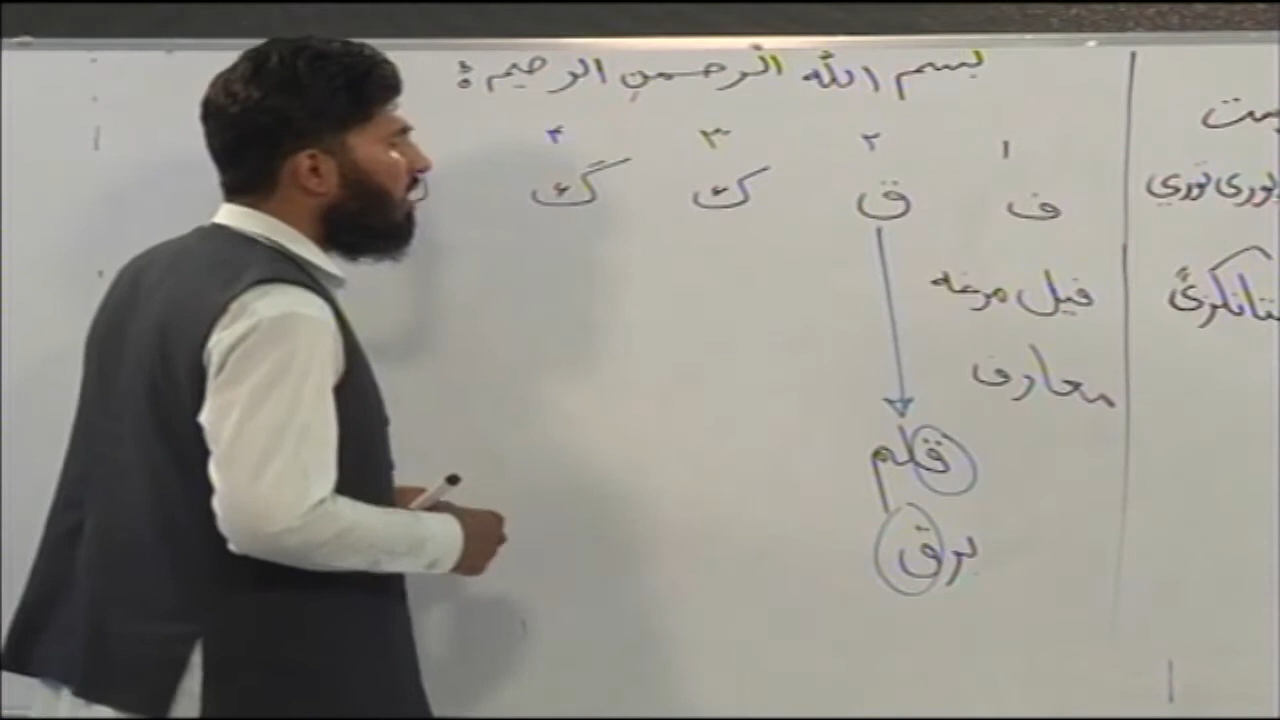 بسم الله الرحمن الرحيم
۱ ۲ ۳ ۴
ف ق ک ګ
فیل مرغه
معارف
قلم
برق